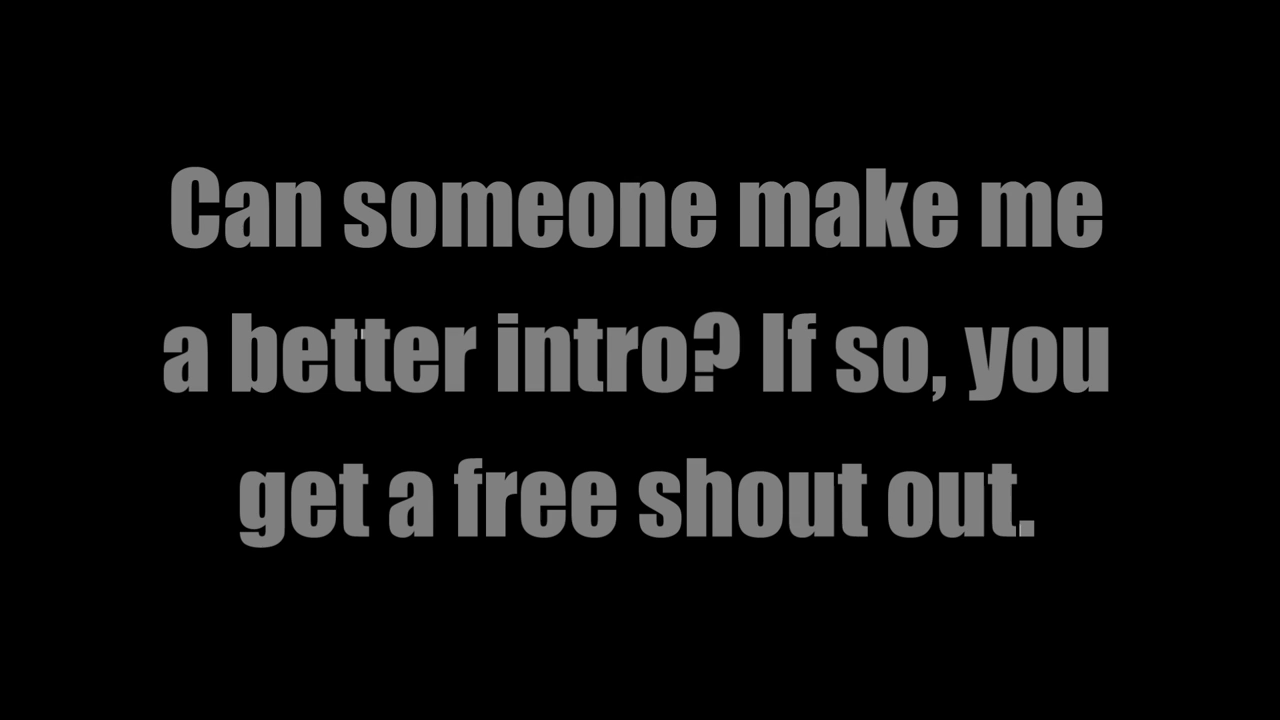 Can someone make me
a better intro? If so, you
get a free shout out.